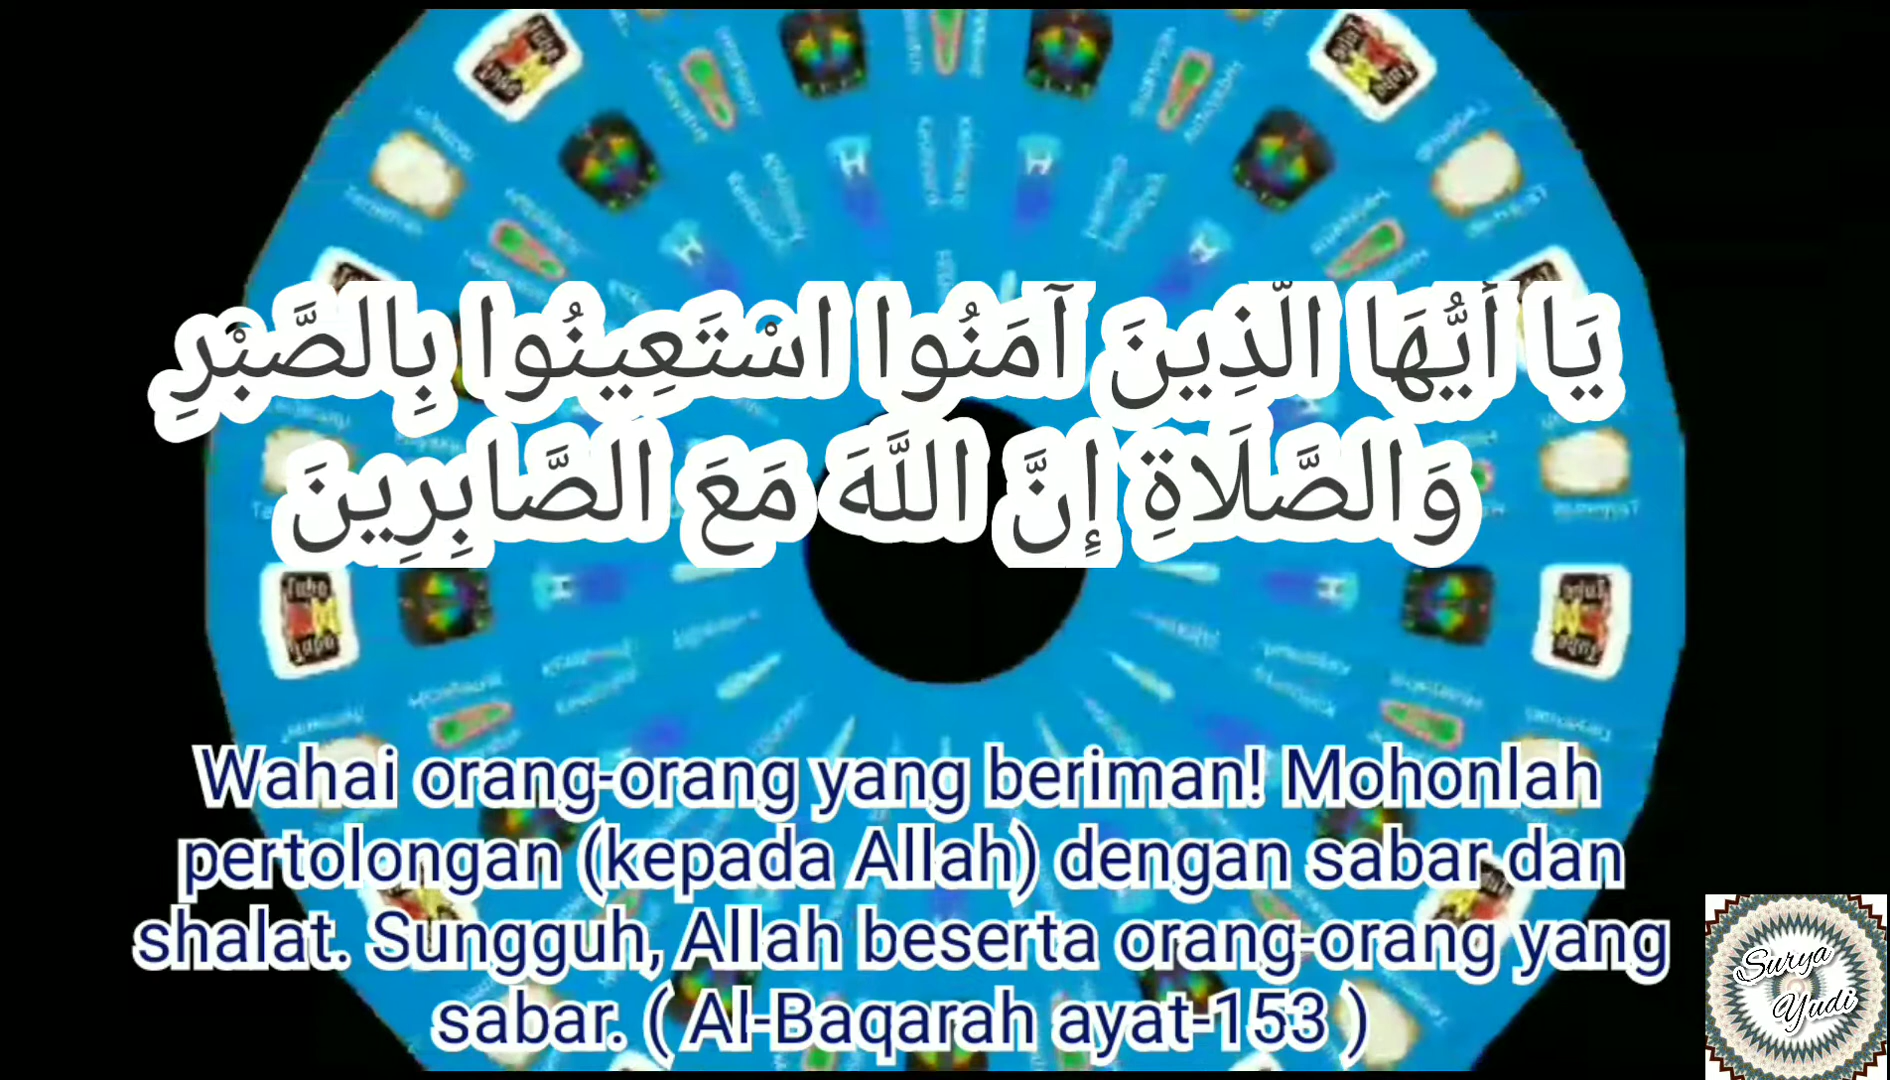 يَا أَيُّهَا الَّذِينَ آمَنُوا اسْتَعِينُوا بِالصَّبْرِ
وَالصَّلَاةِ إِنَّ اللَّهَ مَعَ الصَّابِرِينَ
Wahai orang-orang yang beriman! Mohonlah
pertolongan (kepada Allah) dengan sabar dan
shalat. Sungguh, Allah beserta orang-orang yang
sabar. ( Al-Baqarah ayat-153 )
Surya
Yudi